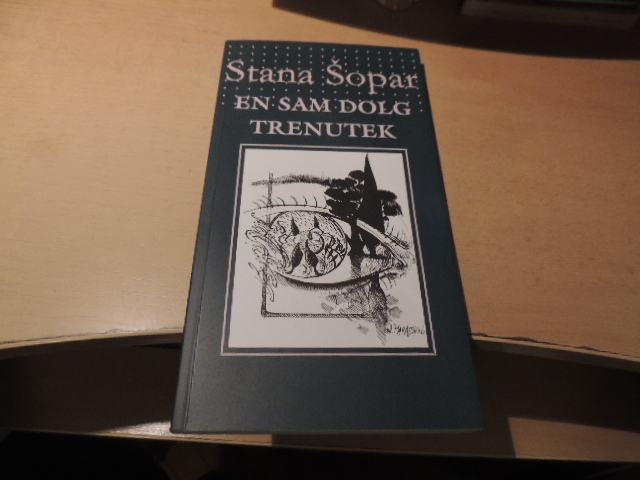 Stana Šopar
EN SAM DOLG
TRENUTEK